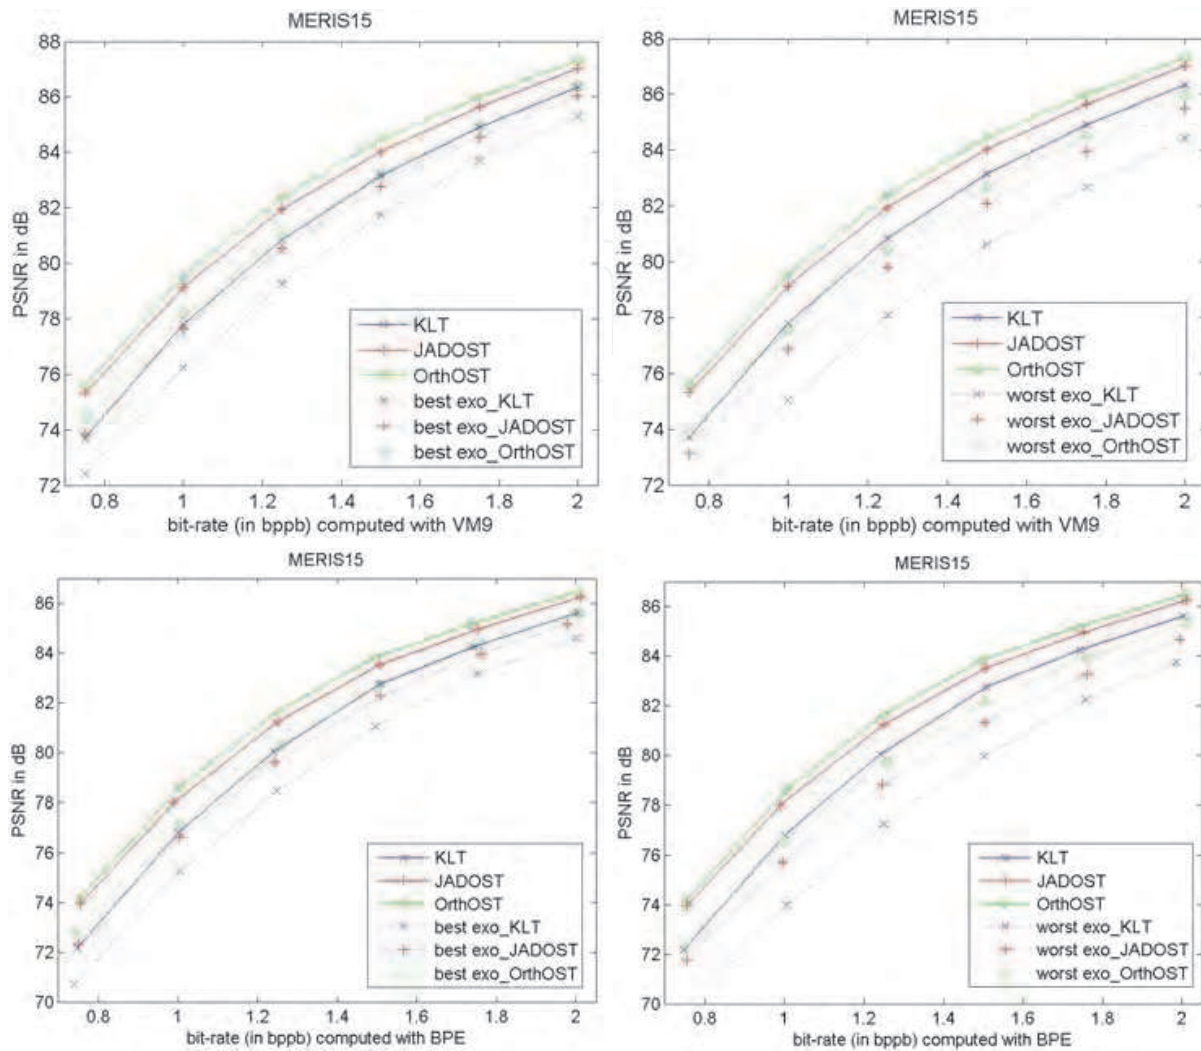 MERIS15
88
86
84
82
80
78
76
74
72
PSNR in dB
0.8 1 1.2 1.4 1.6 1.8 2
bit-rate (in bppb) computed with VM9
KLT
JADOST
OrthOST
best exo_KLT
best exo_JADOST
best exo_OrthOST
MERIS15
88
86
84
82
80
78
76
74
72
PSNR in dB
0.8 1 1.2 1.4 1.6 1.8 2
bit-rate (in bppb) computed with VM9
KLT
JADOST
OrthOST
worst exo_KLT
worst exo_JADOST
worst exo_OrthOST
MERIS15
86
84
82
80
78
76
74
72
70
PSNR in dB
0.8 1 1.2 1.4 1.6 1.8 2
bit-rate (in bppb) computed with BPE
KLT
JADOST
OrthOST
best exo_KLT
best exo_JADOST
best exo_OrthOST
MERIS15
86
84
82
80
78
76
74
72
70
PSNR in dB
0.8 1 1.2 1.4 1.6 1.8 2
bit-rate (in bppb) computed with BPE
KLT
JADOST
OrthOST
worst exo_KLT
worst exo_JADOST
worst exo_OrthOST